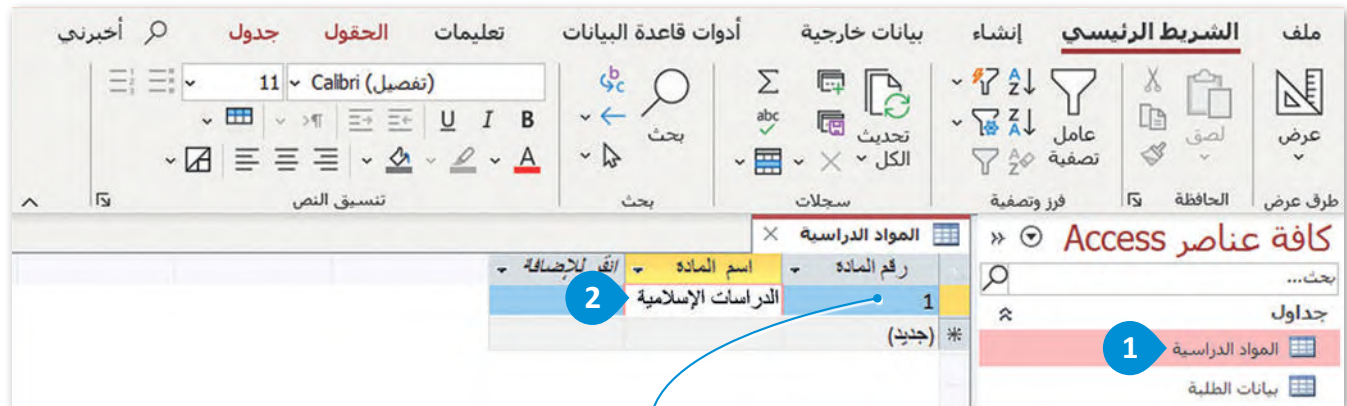 ملف الشريط الرئيسي إنشاء بيانات خارجية أدوات قاعدة البيانات تعليمات الحقول جدول أخبرني
عرض
لصق
عامل تصفية
تحديث الكل
abc
بحث
Calibri (تفصيل) 11
B I U
A
طرق عرض الحافظة فرز وتصفية سجلات بحث تنسيق النص
كافة عناصر Access
بحث...
جداول
1 المواد الدراسية
بيانات الطلبة
المواد الدراسية
رقم المادة اسم المادة انقر للإضافة
1 الدراسات الإسلامية 2
(جديد)